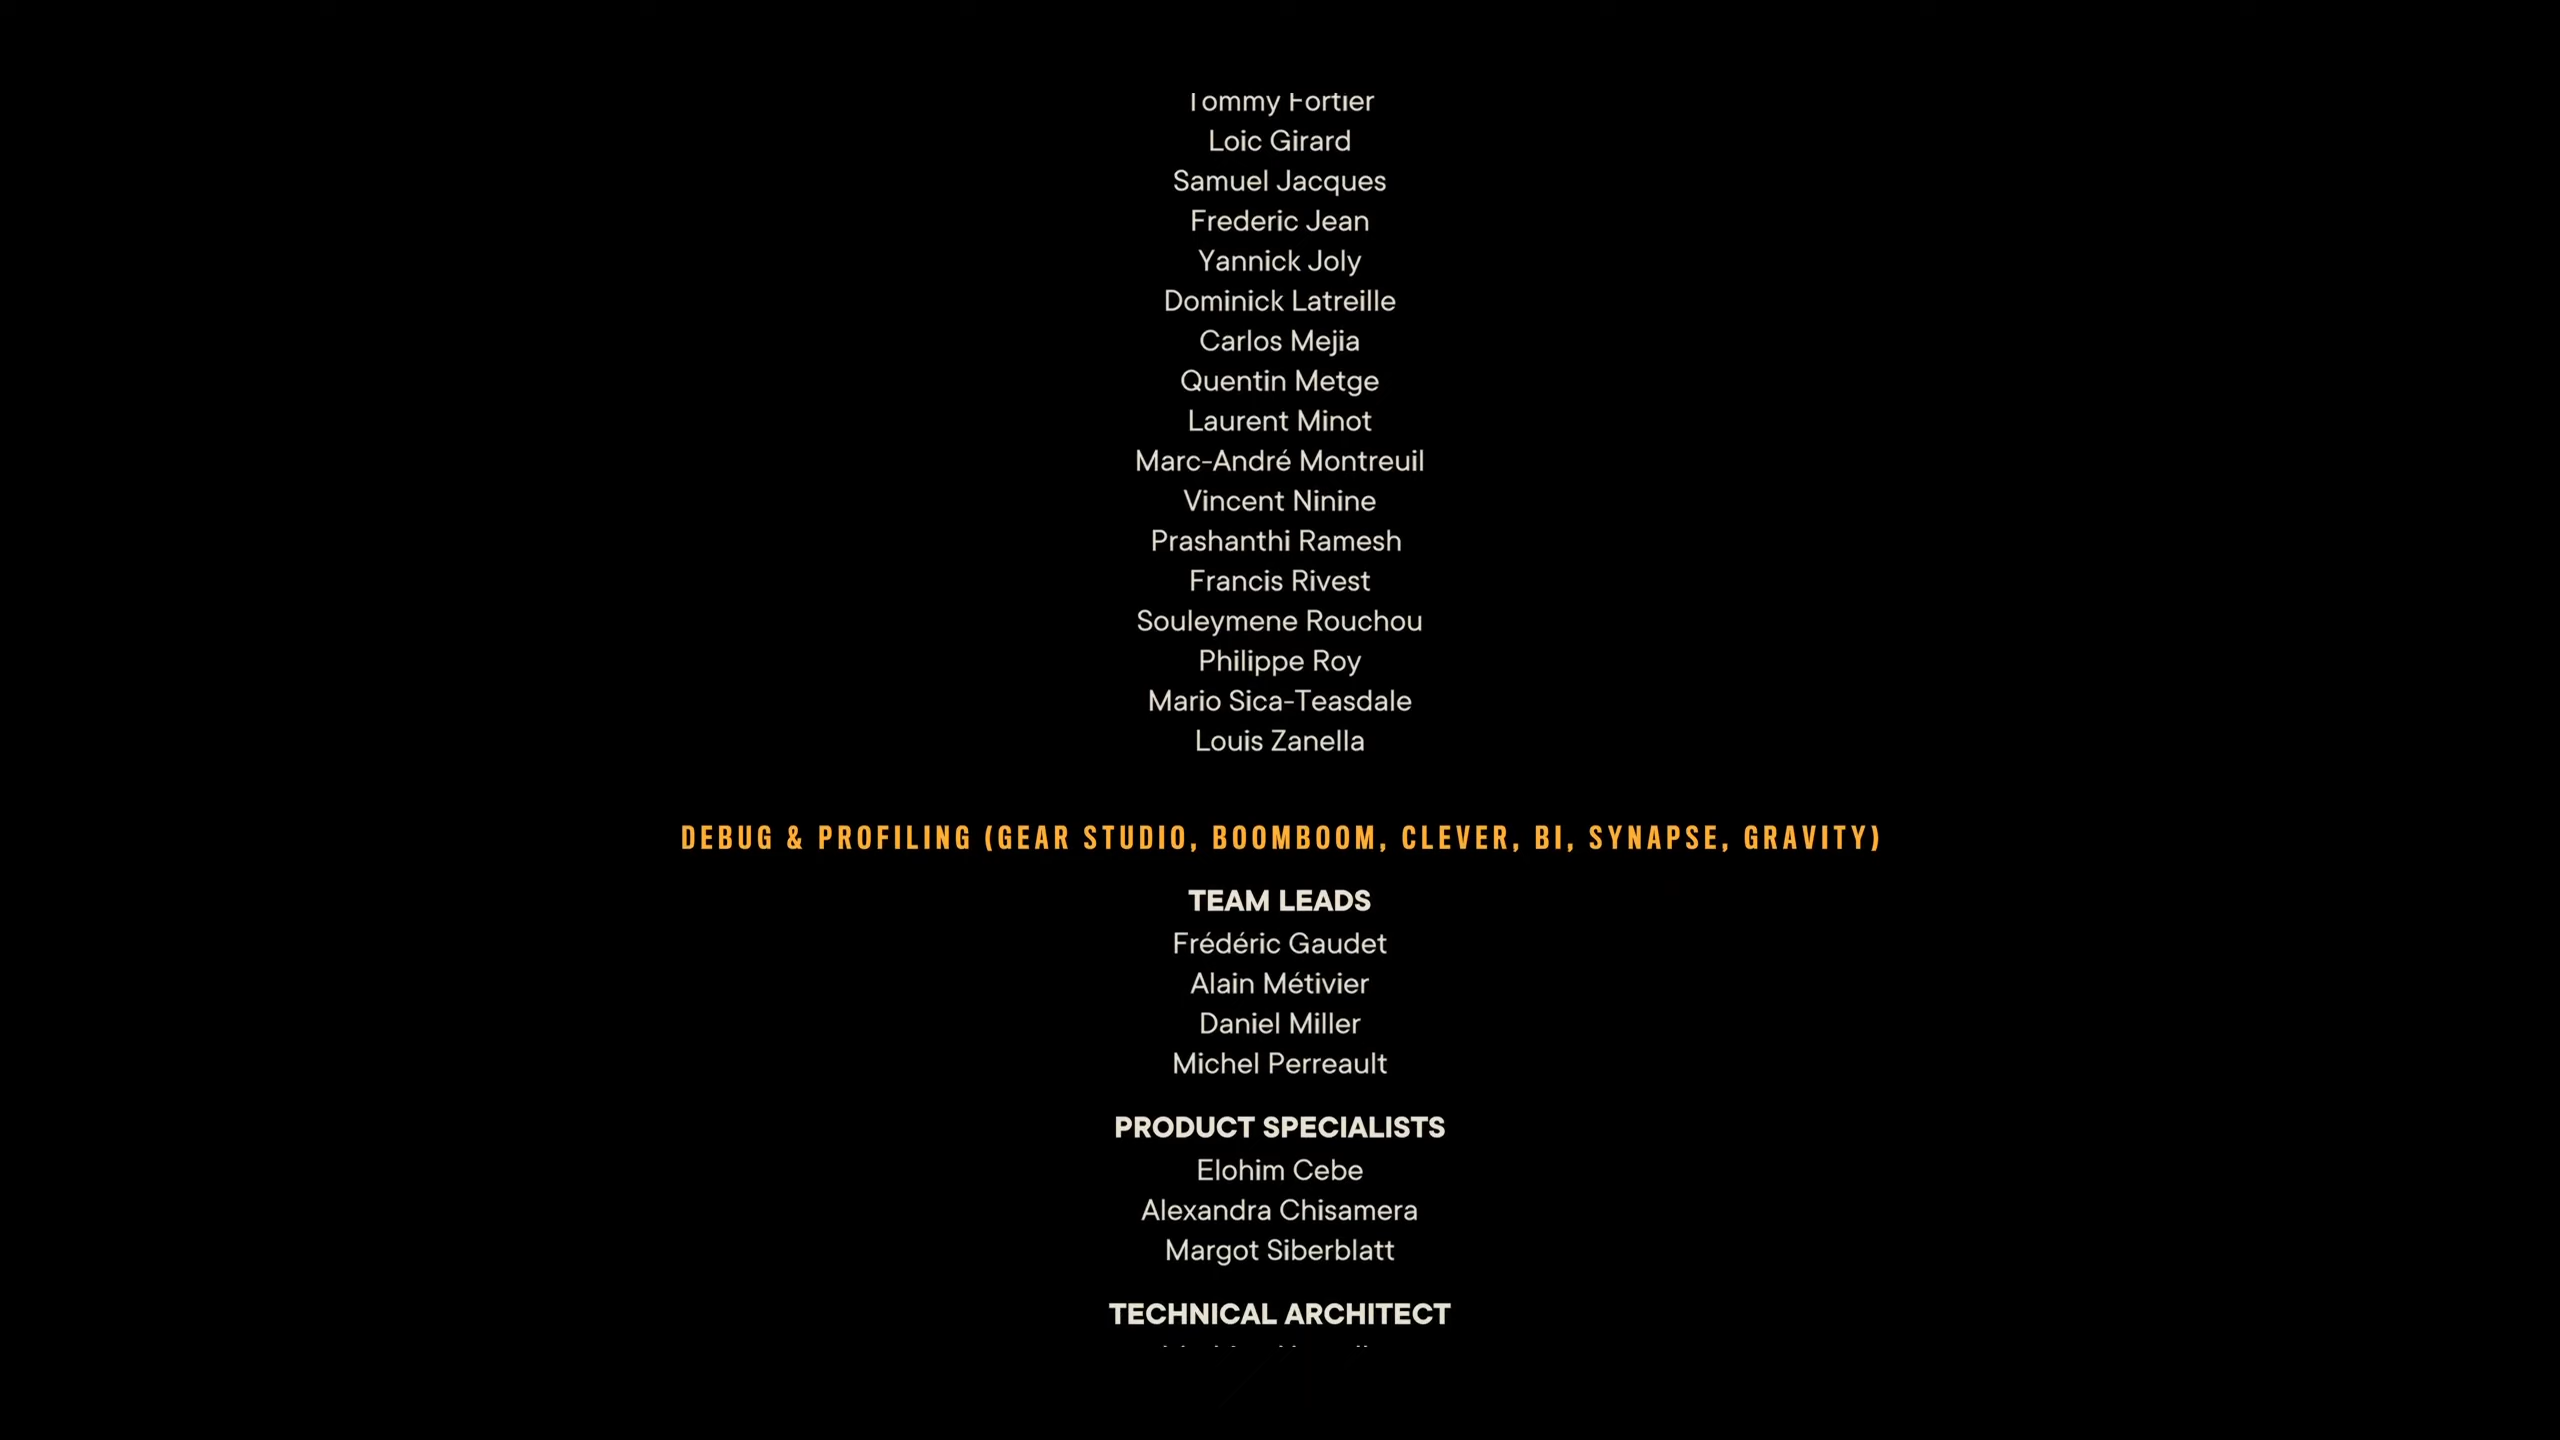 Tommy Fortier
Loic Girard
Samuel Jacques
Frederic Jean
Yannick Joly
Dominick Latreille
Carlos Mejia
Quentin Metge
Laurent Minot
Marc-André Montreuil
Vincent Ninine
Prashanthi Ramesh
Francis Rivest
Souleymene Rouchou
Philippe Roy
Mario Sica-Teasdale
Louis Zanella
DEBUG & PROFILING (GEAR STUDIO, BOOMBOOM, CLEVER, BI, SYNAPSE, GRAVITY)
TEAM LEADS
Frédéric Gaudet
Alain Métivier
Daniel Miller
Michel Perreault
PRODUCT SPECIALISTS
Elohim Cebe
Alexandra Chisamera
Margot Siberblatt
TECHNICAL ARCHITECT